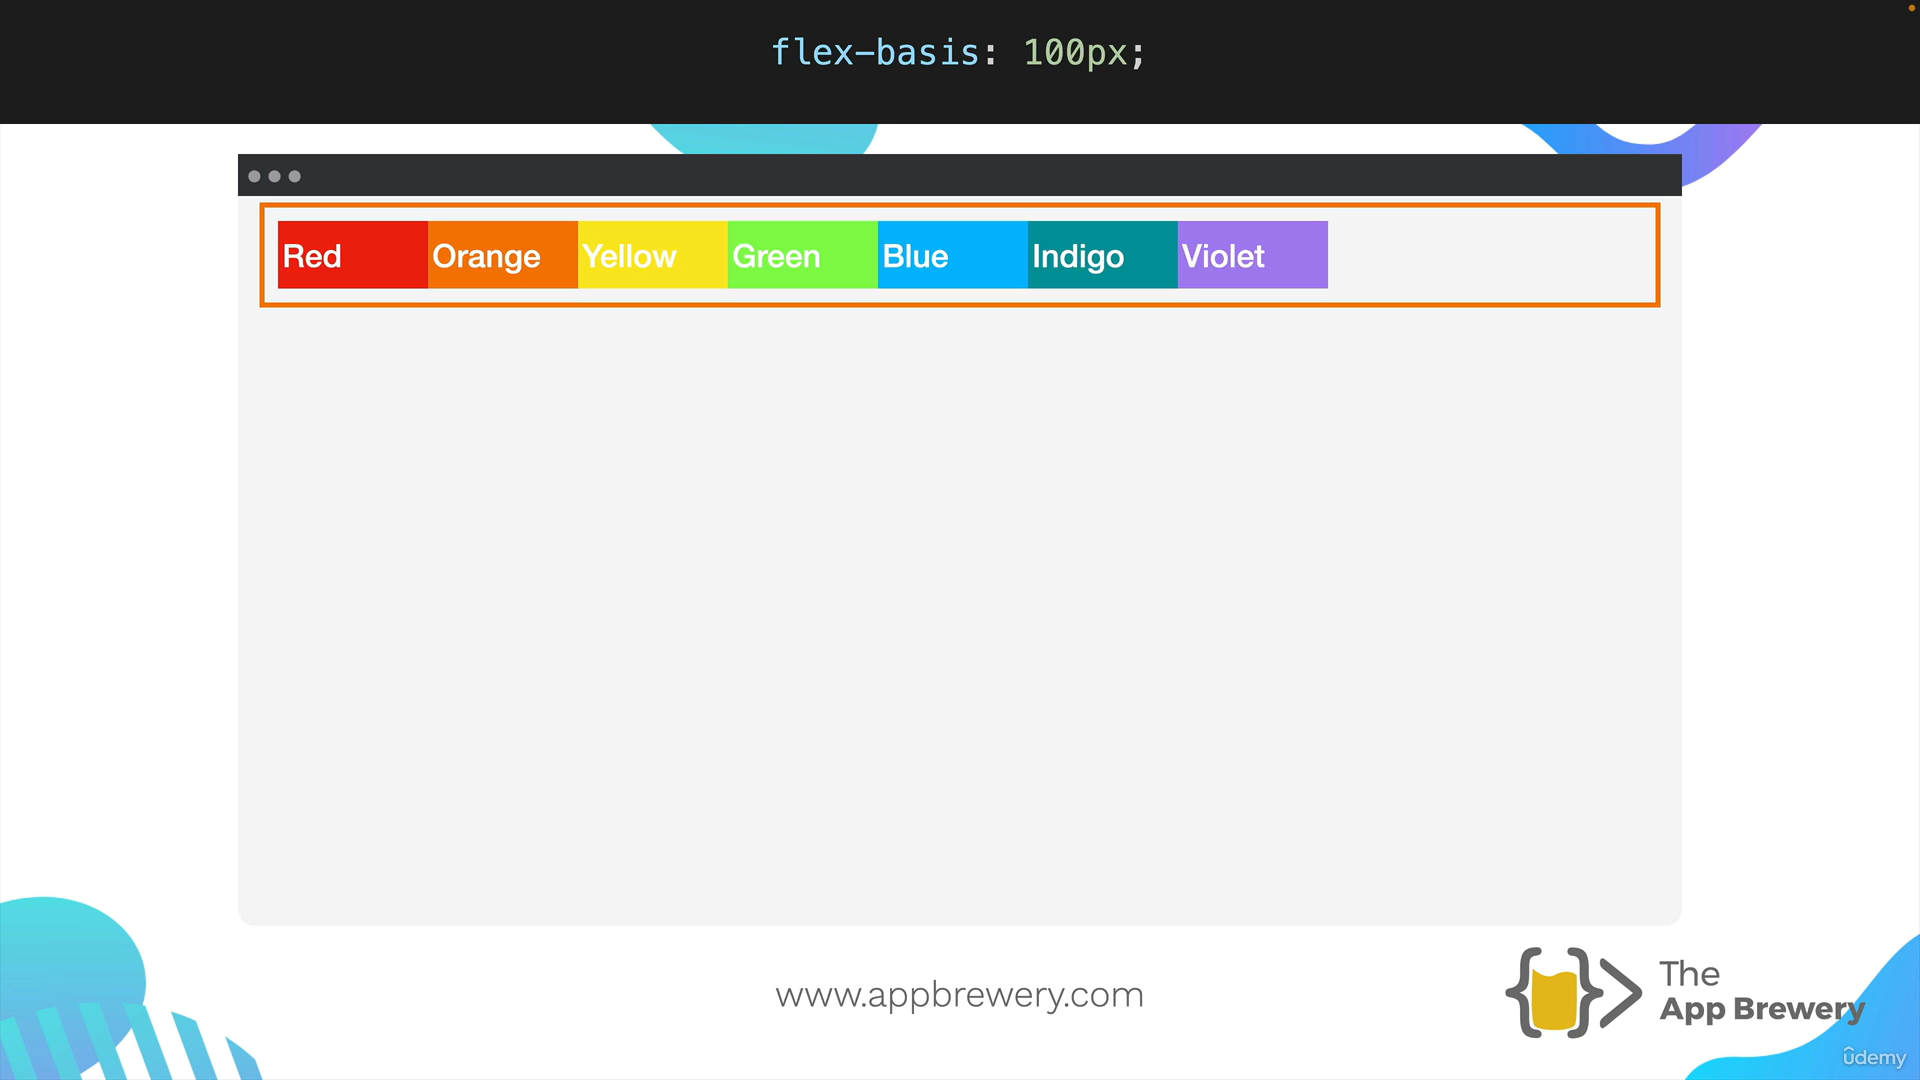 flex-basis: 100px;
Red Orange Yellow Green Blue Indigo Violet
www.appbrewery.com
The
App Brewery
ûdemy